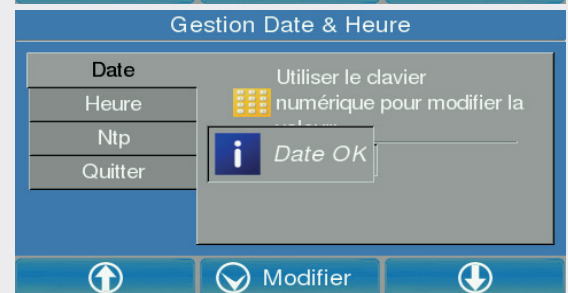 Gestion Date & Heure
Date
Heure
Ntp
Quitter
Utiliser le clavier
numérique pour modifier la
Date OK
Modifier